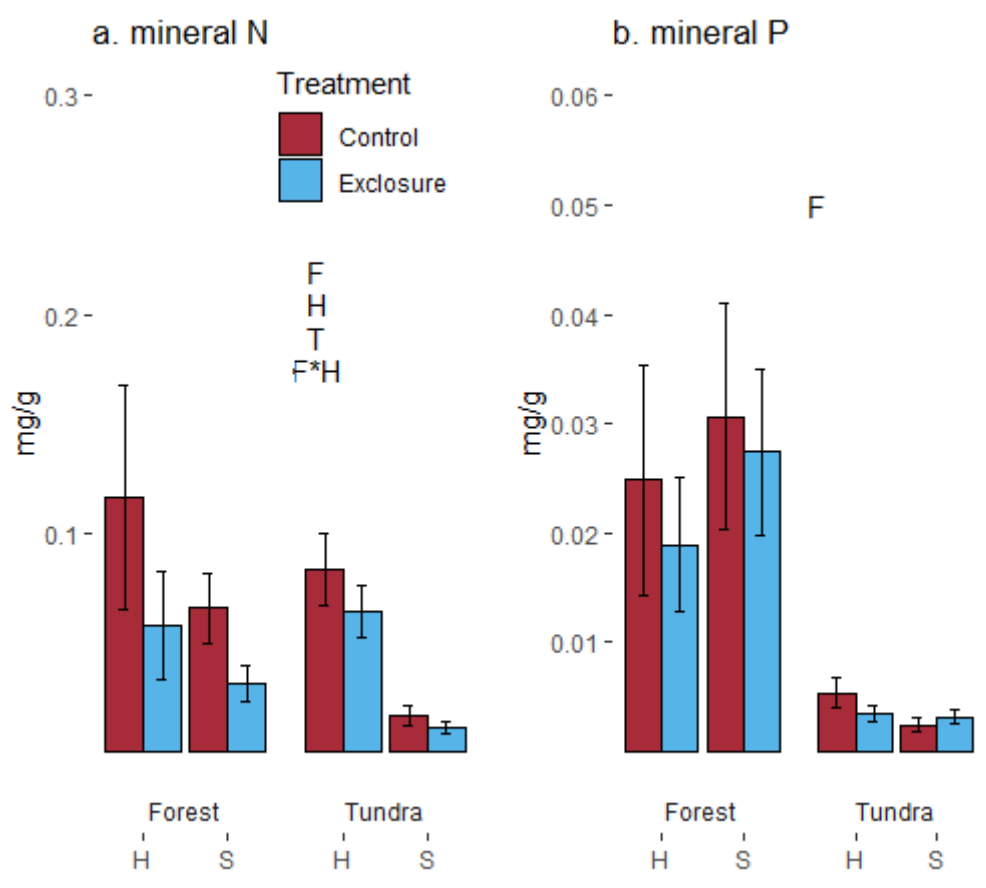 a. mineral N
Treatment
Control
Exclosure
0.3
0.2
0.1
mg/g
F
H
T
F*H
Forest
Tundra
H
S
H
S
b. mineral P
0.06
0.05
0.04
0.03
0.02
0.01
mg/g
F
Forest
Tundra
H
S
H
S